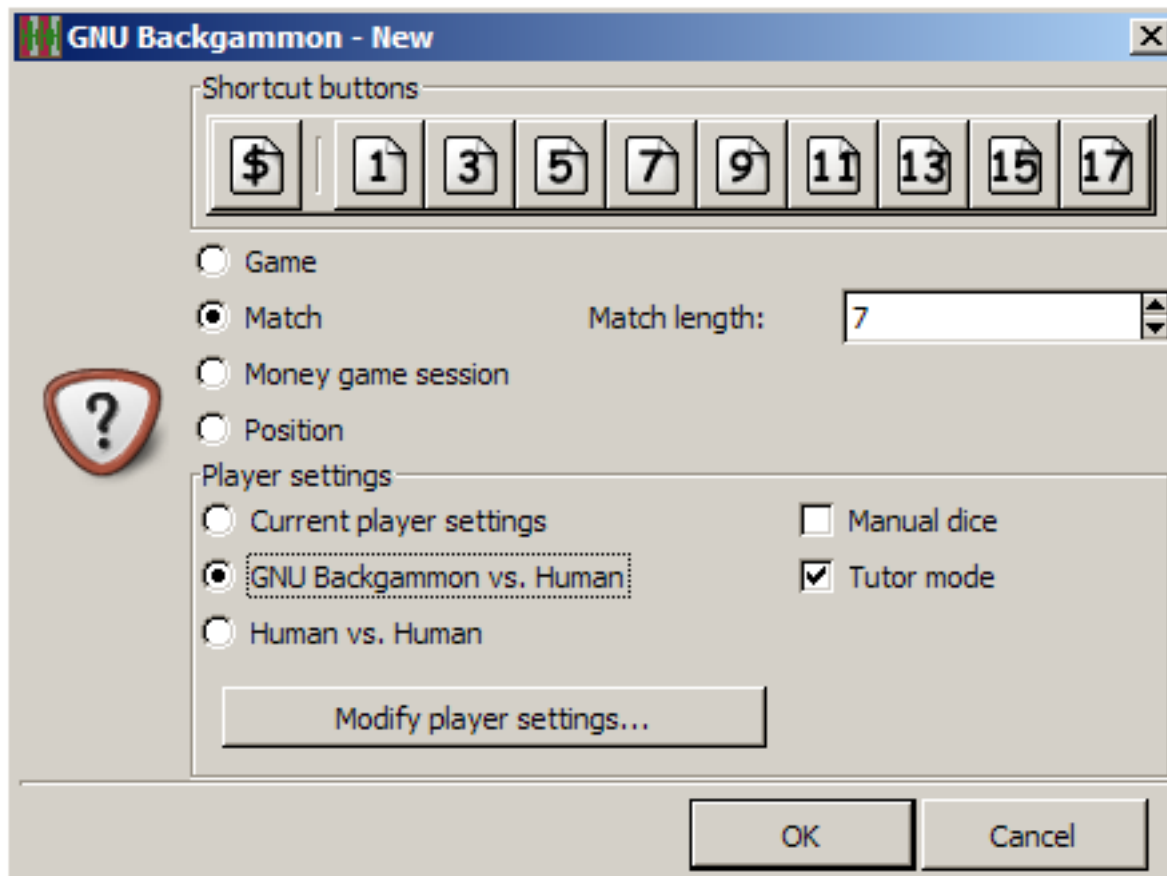 GNU Backgammon - New
Shortcut buttons
$ 1 3 5 7 9 11 13 15 17
Game
Match Match length: 7
Money game session
?
Position
Player settings
Current player settings Manual dice
GNU Backgammon vs. Human Tutor mode
Human vs. Human
Modify player settings...
OK Cancel